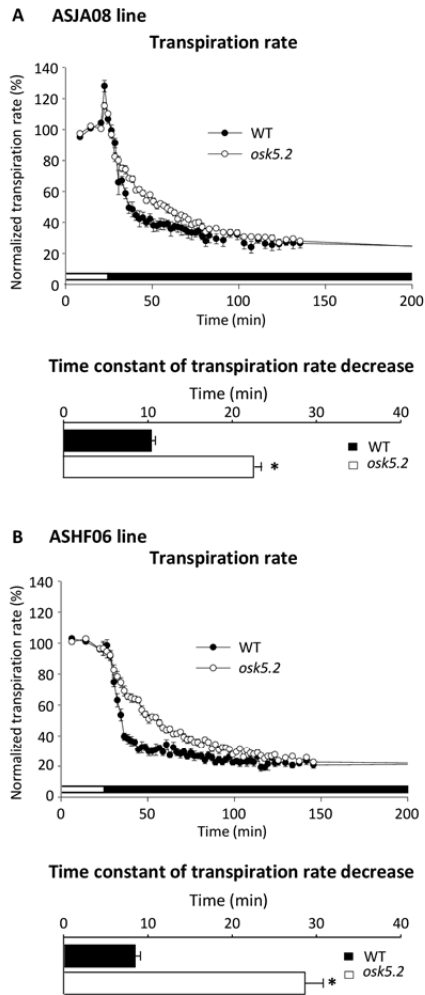 A ASJA08 line
Transpiration rate
Normalized transpiration rate (%)
140
120
100
80
60
40
20
0
WT
osk5.2
0 50 100 150 200
Time (min)
Time constant of transpiration rate decrease
Time (min)
0 10 20 30 40
WT
osk5.2
*
B ASHF06 line
Transpiration rate
Normalized transpiration rate (%)
140
120
100
80
60
40
20
0
WT
osk5.2
0 50 100 150 200
Time (min)
Time constant of transpiration rate decrease
Time (min)
0 10 20 30 40
WT
osk5.2
*